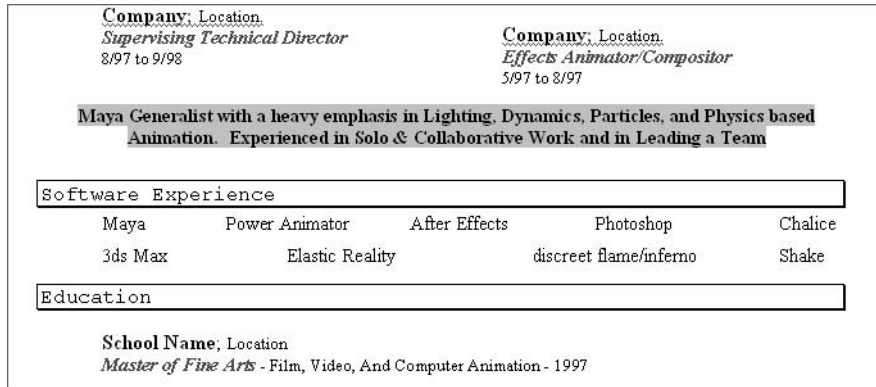 Company; Location.
Supervising Technical Director
8/97 to 9/98
Company; Location.
Effects Animator/Compositor
5/97 to 8/97
Maya Generalist with a heavy emphasis in Lighting, Dynamics, Particles, and Physics based
Animation.  Experienced in Solo & Collaborative Work and in Leading a Team
Software Experience
Maya Power Animator After Effects Photoshop Chalice
3ds Max Elastic Reality discreet flame/inferno Shake
Education
School Name; Location
Master of Fine Arts - Film, Video, And Computer Animation - 1997